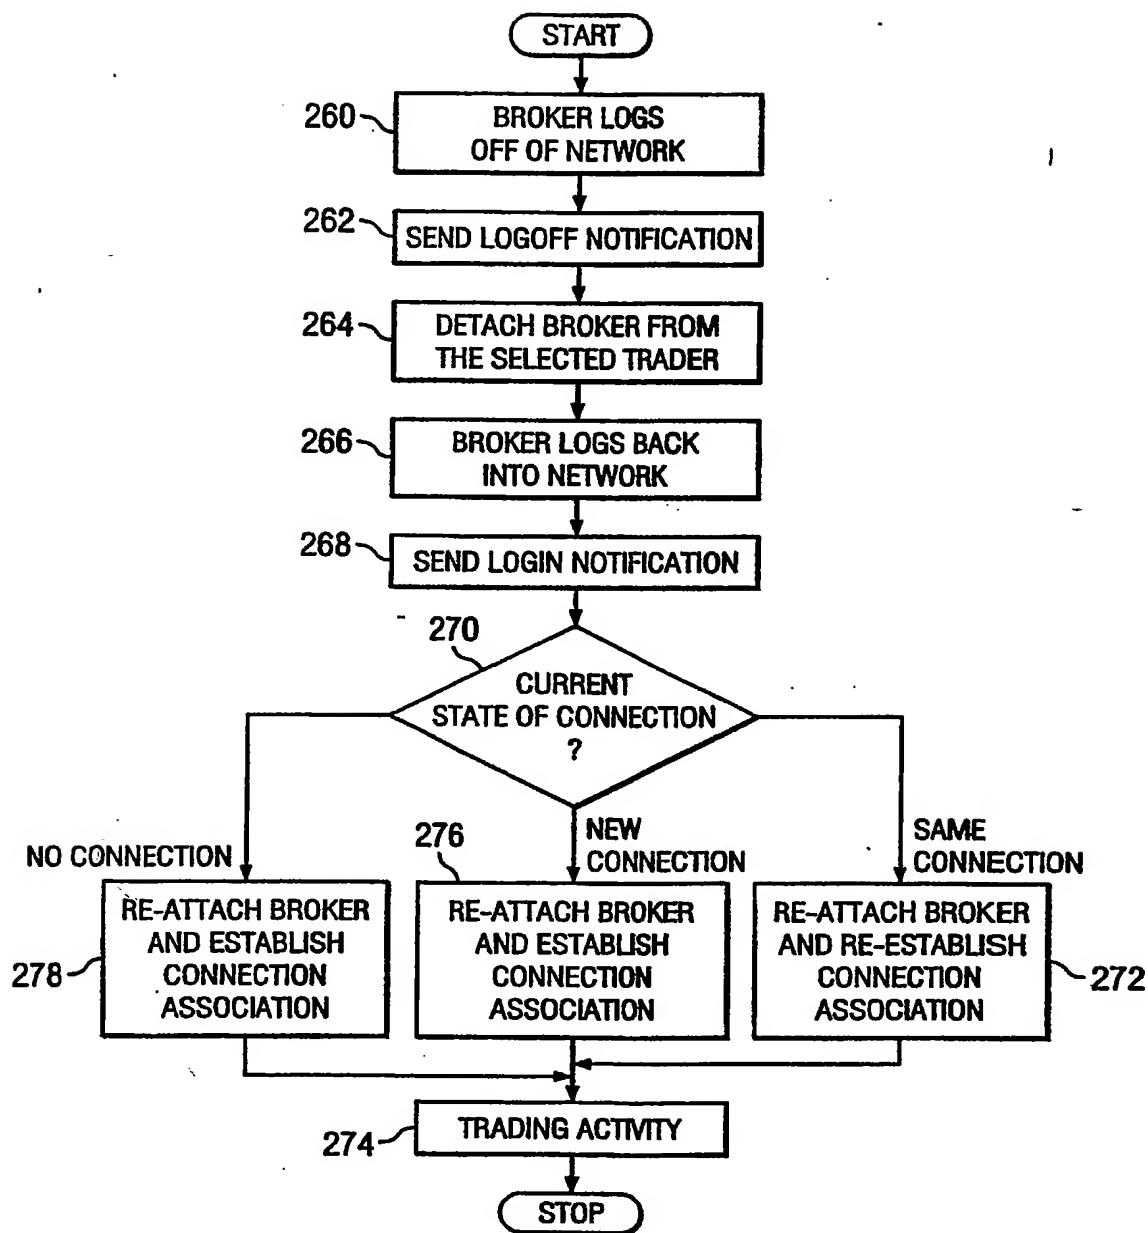 START
260
BROKER LOGS
OFF OF NETWORK
262
SEND LOGOFF NOTIFICATION
264
DETACH BROKER FROM
THE SELECTED TRADER
266
BROKER LOGS BACK
INTO NETWORK
268
SEND LOGIN NOTIFICATION
270
CURRENT
STATE OF CONNECTION
?
NO CONNECTION
276
NEW
CONNECTION
SAME
CONNECTION
RE-ATTACH BROKER
AND ESTABLISH
CONNECTION
ASSOCIATION
278
RE-ATTACH BROKER
AND ESTABLISH
CONNECTION
ASSOCIATION
RE-ATTACH BROKER
AND RE-ESTABLISH
CONNECTION
ASSOCIATION
272
TRADING ACTIVITY
274
STOP